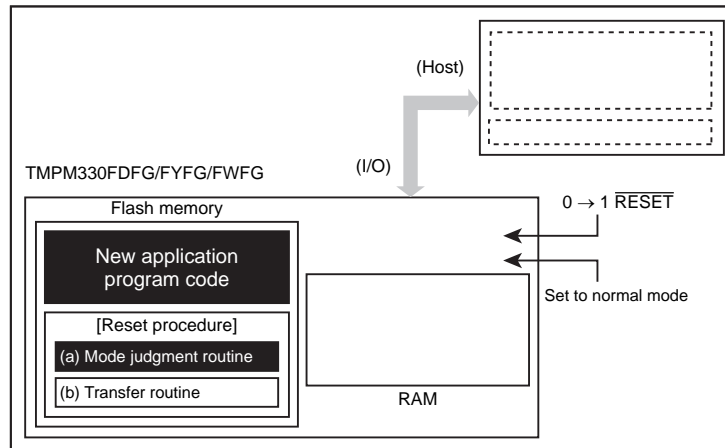 (Host)
(I/O)
TMPM330FDFG/FYFG/FWFG
Flash memory
0 → 1 RESET
New application
program code
Set to normal mode
[Reset procedure]
(a) Mode judgment routine
(b) Transfer routine
RAM